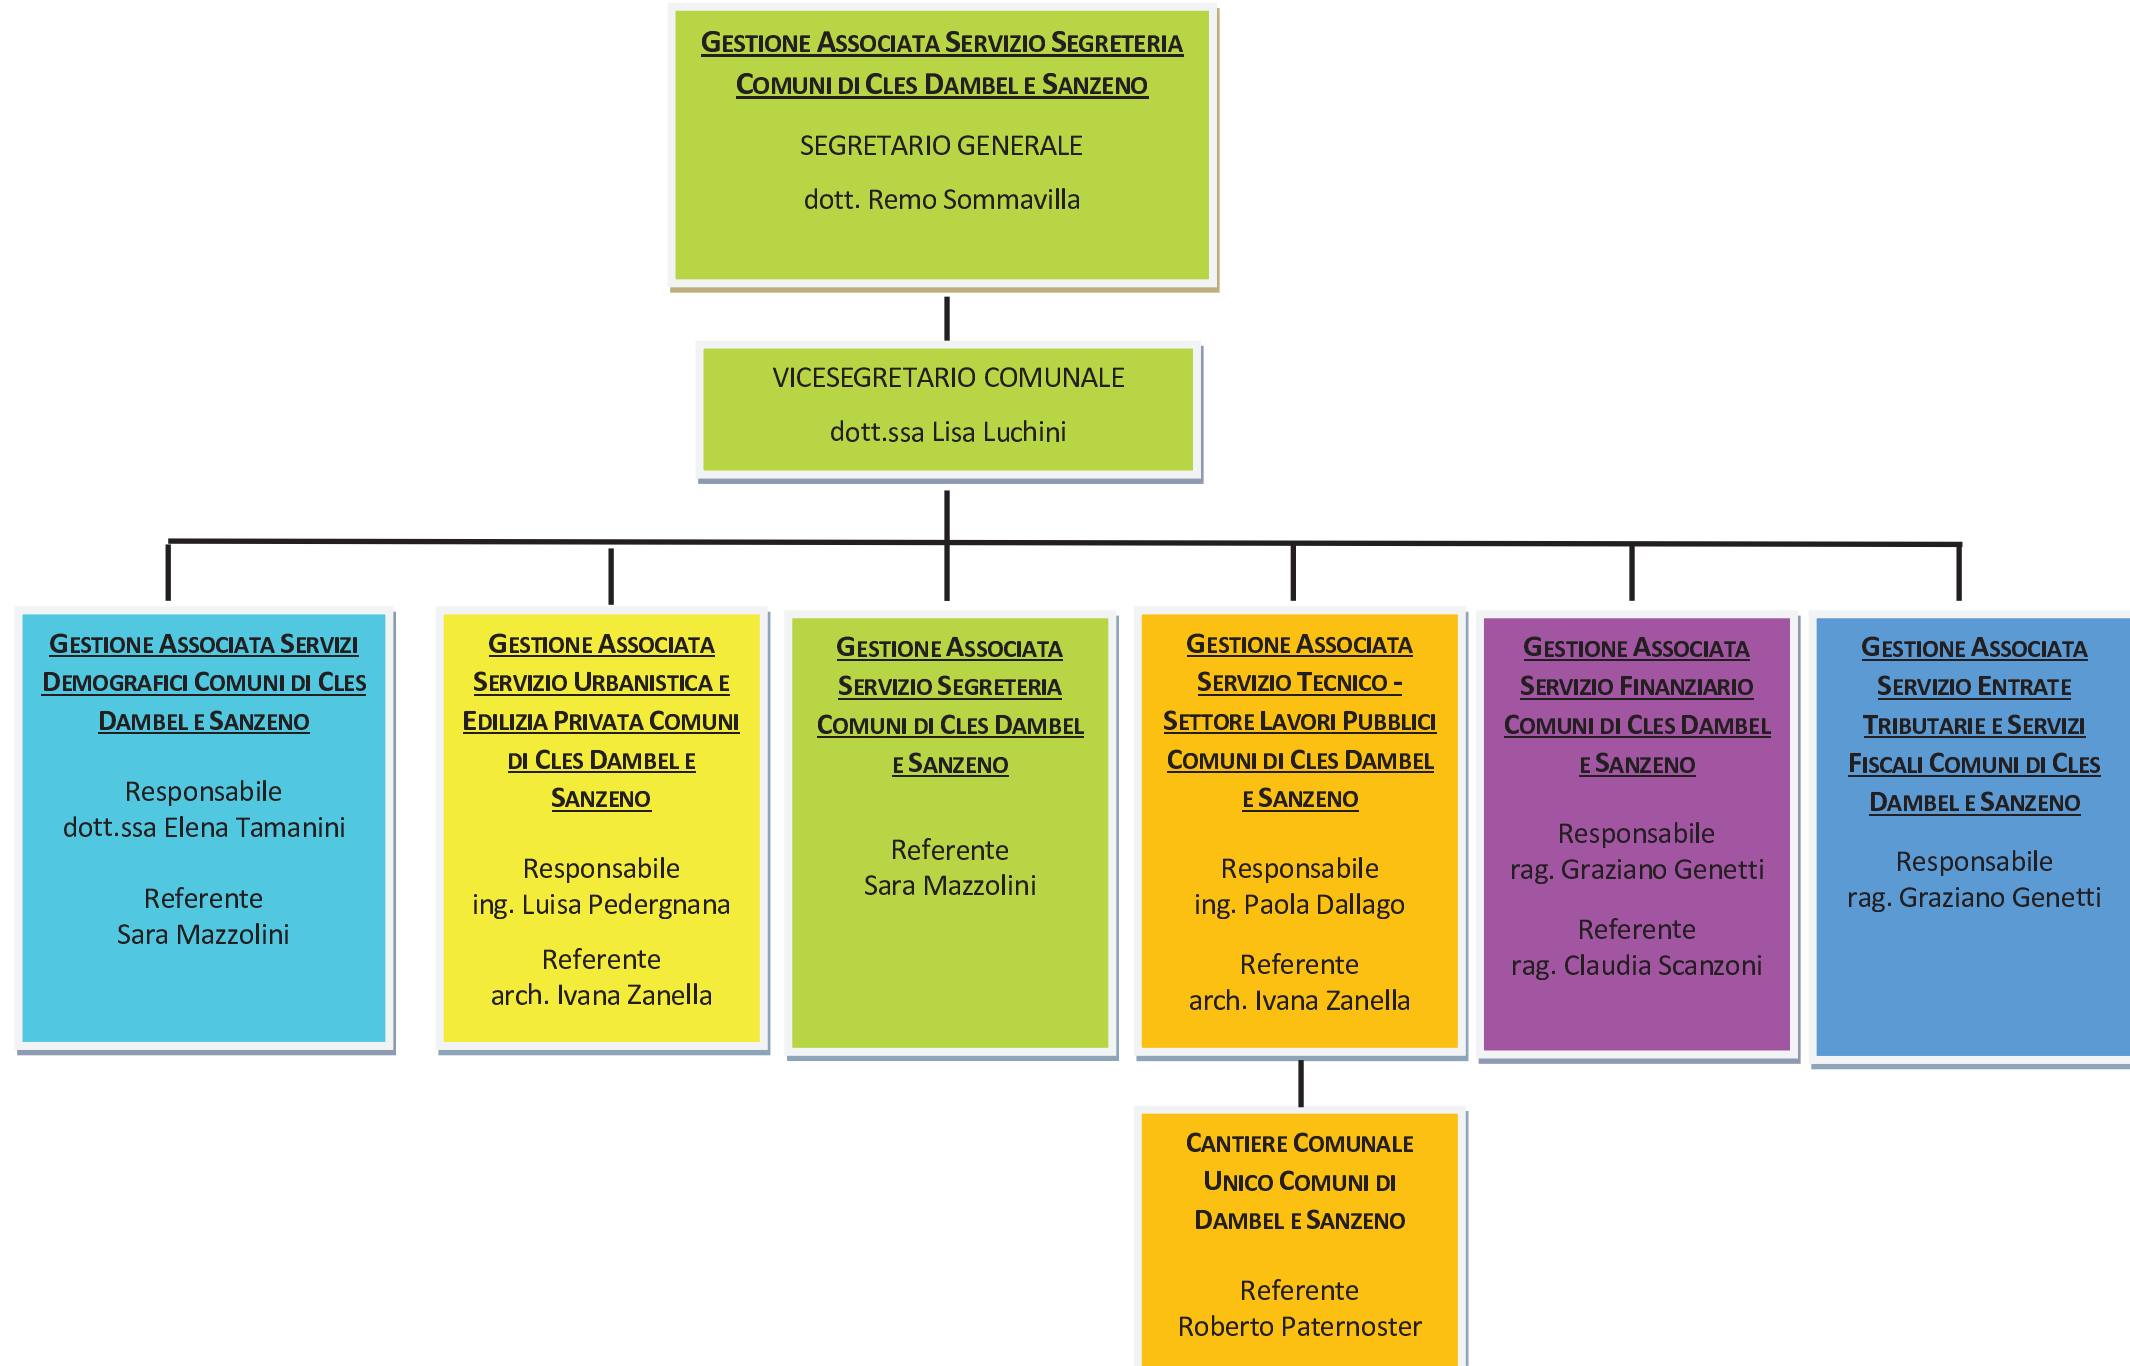 GESTIONE ASSOCIATA SERVIZIO SEGRETERIA
COMUNI DI CLES DAMBEL E SANZENO
SEGRETARIO GENERALE
dott. Remo Sommavilla
VICESEGRETARIO COMUNALE
dott.ssa Lisa Luchini
GESTIONE ASSOCIATA SERVIZI
DEMOGRAFICI COMUNI DI CLES
DAMBEL E SANZENO
Responsabile
dott.ssa Elena Tamanini
Referente
Sara Mazzolini
GESTIONE ASSOCIATA
SERVIZIO URBANISTICA E
EDILIZIA PRIVATA COMUNI
DI CLES DAMBEL E
SANZENO
Responsabile
ing. Luisa Pedergnana
Referente
arch. Ivana Zanella
GESTIONE ASSOCIATA
SERVIZIO SEGRETERIA
COMUNI DI CLES DAMBEL
E SANZENO
Referente
Sara Mazzolini
GESTIONE ASSOCIATA
SERVIZIO TECNICO -
SETTORE LAVORI PUBBLICI
COMUNI DI CLES DAMBEL
E SANZENO
Responsabile
ing. Paola Dallago
Referente
arch. Ivana Zanella
GESTIONE ASSOCIATA
SERVIZIO FINANZIARIO
COMUNI DI CLES DAMBEL
E SANZENO
Responsabile
rag. Graziano Genetti
Referente
rag. Claudia Scanzoni
GESTIONE ASSOCIATA
SERVIZIO ENTRATE
TRIBUTARIE E SERVIZI
FISCALI COMUNI DI CLES
DAMBEL E SANZENO
Responsabile
rag. Graziano Genetti
CANTIERE COMUNALE
UNICO COMUNI DI
DAMBEL E SANZENO
Referente
Roberto Paternoster